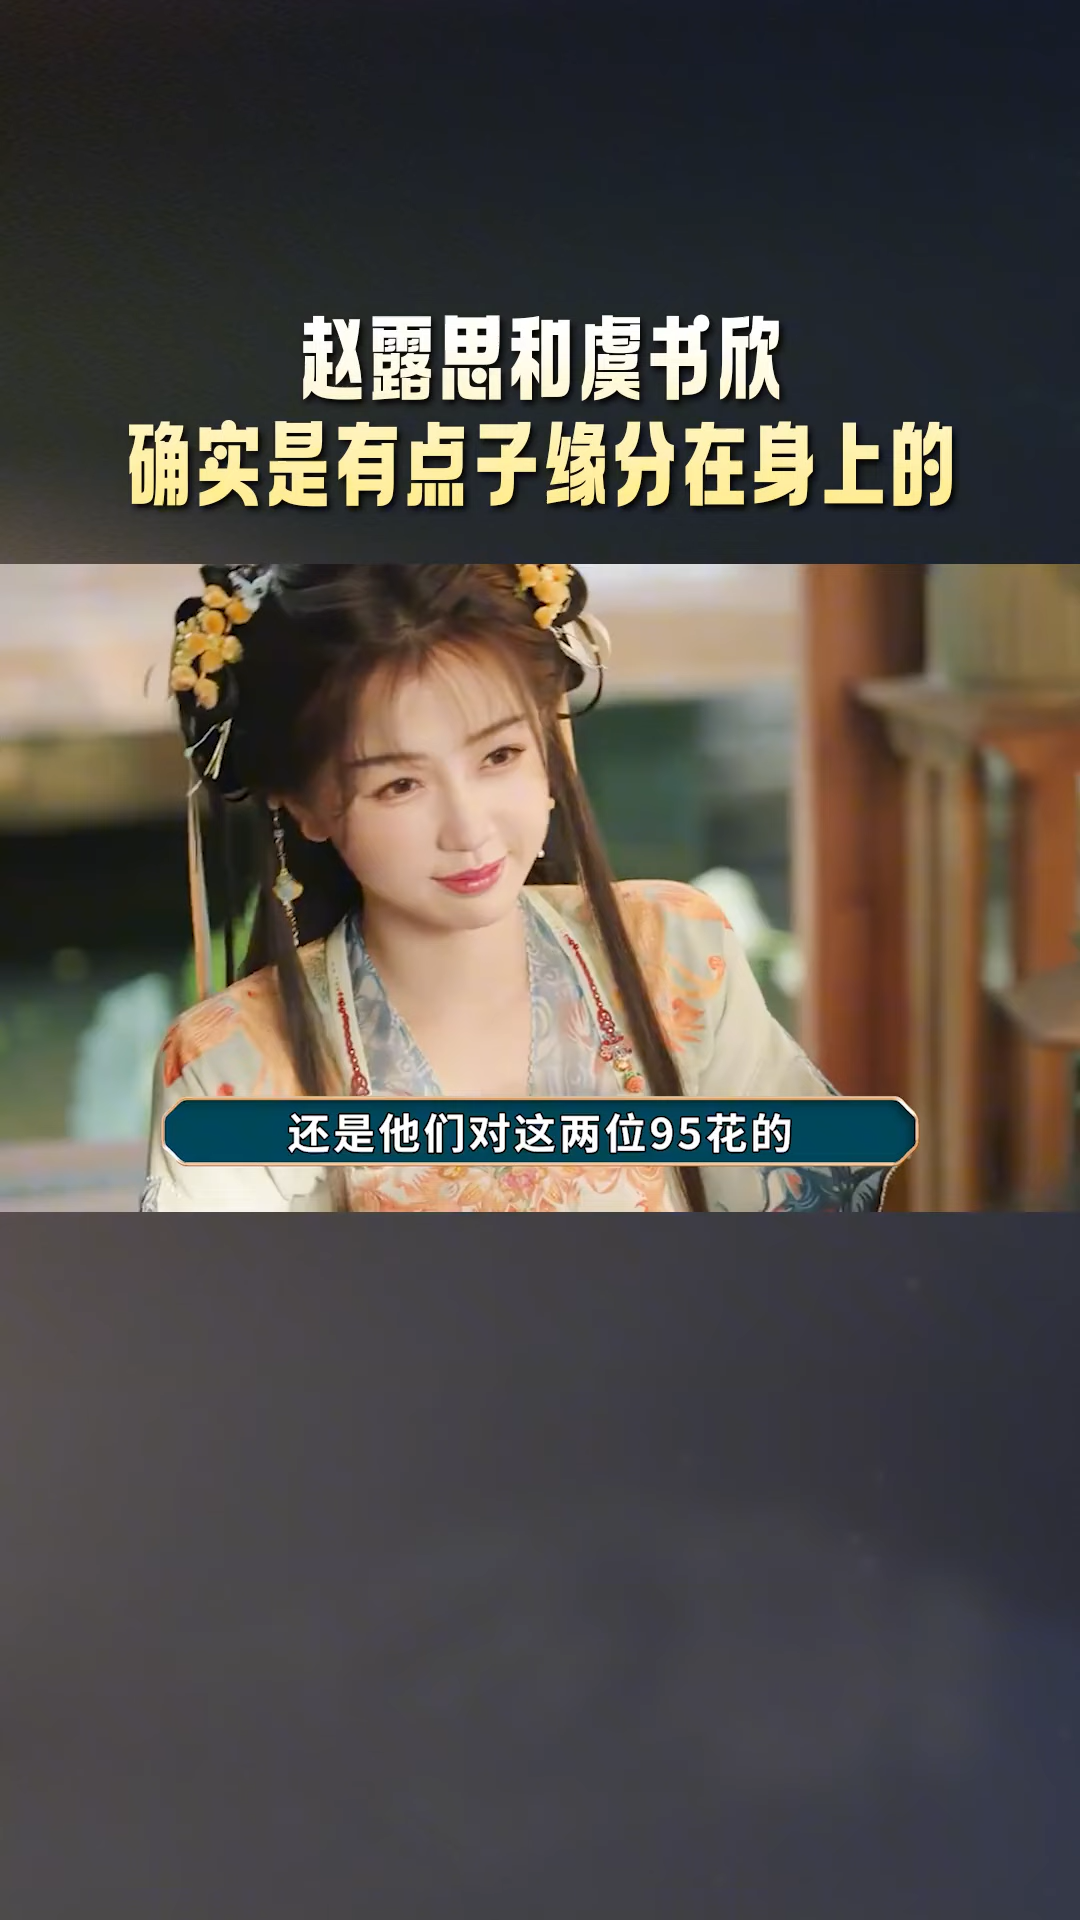 赵露思和虞书欣
确实是有点子缘分在身上的
还是他们对这两位95花的